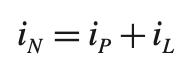 i_N = i_P + i_L